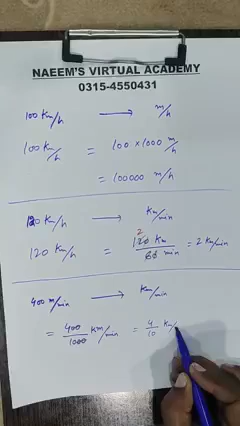 NAEEM'S VIRTUAL ACADEMY
0315-4550431
100 Km/h → m/h
100 Km/h = 100 × 1000 m/h
= 100000 m/h
120 Km/h → Km/min
120 Km/h = 120 Km / 60 min = 2 Km/min
2
400 m/min → Km/min
= 400/1000 Km/min = 4/10 Km/